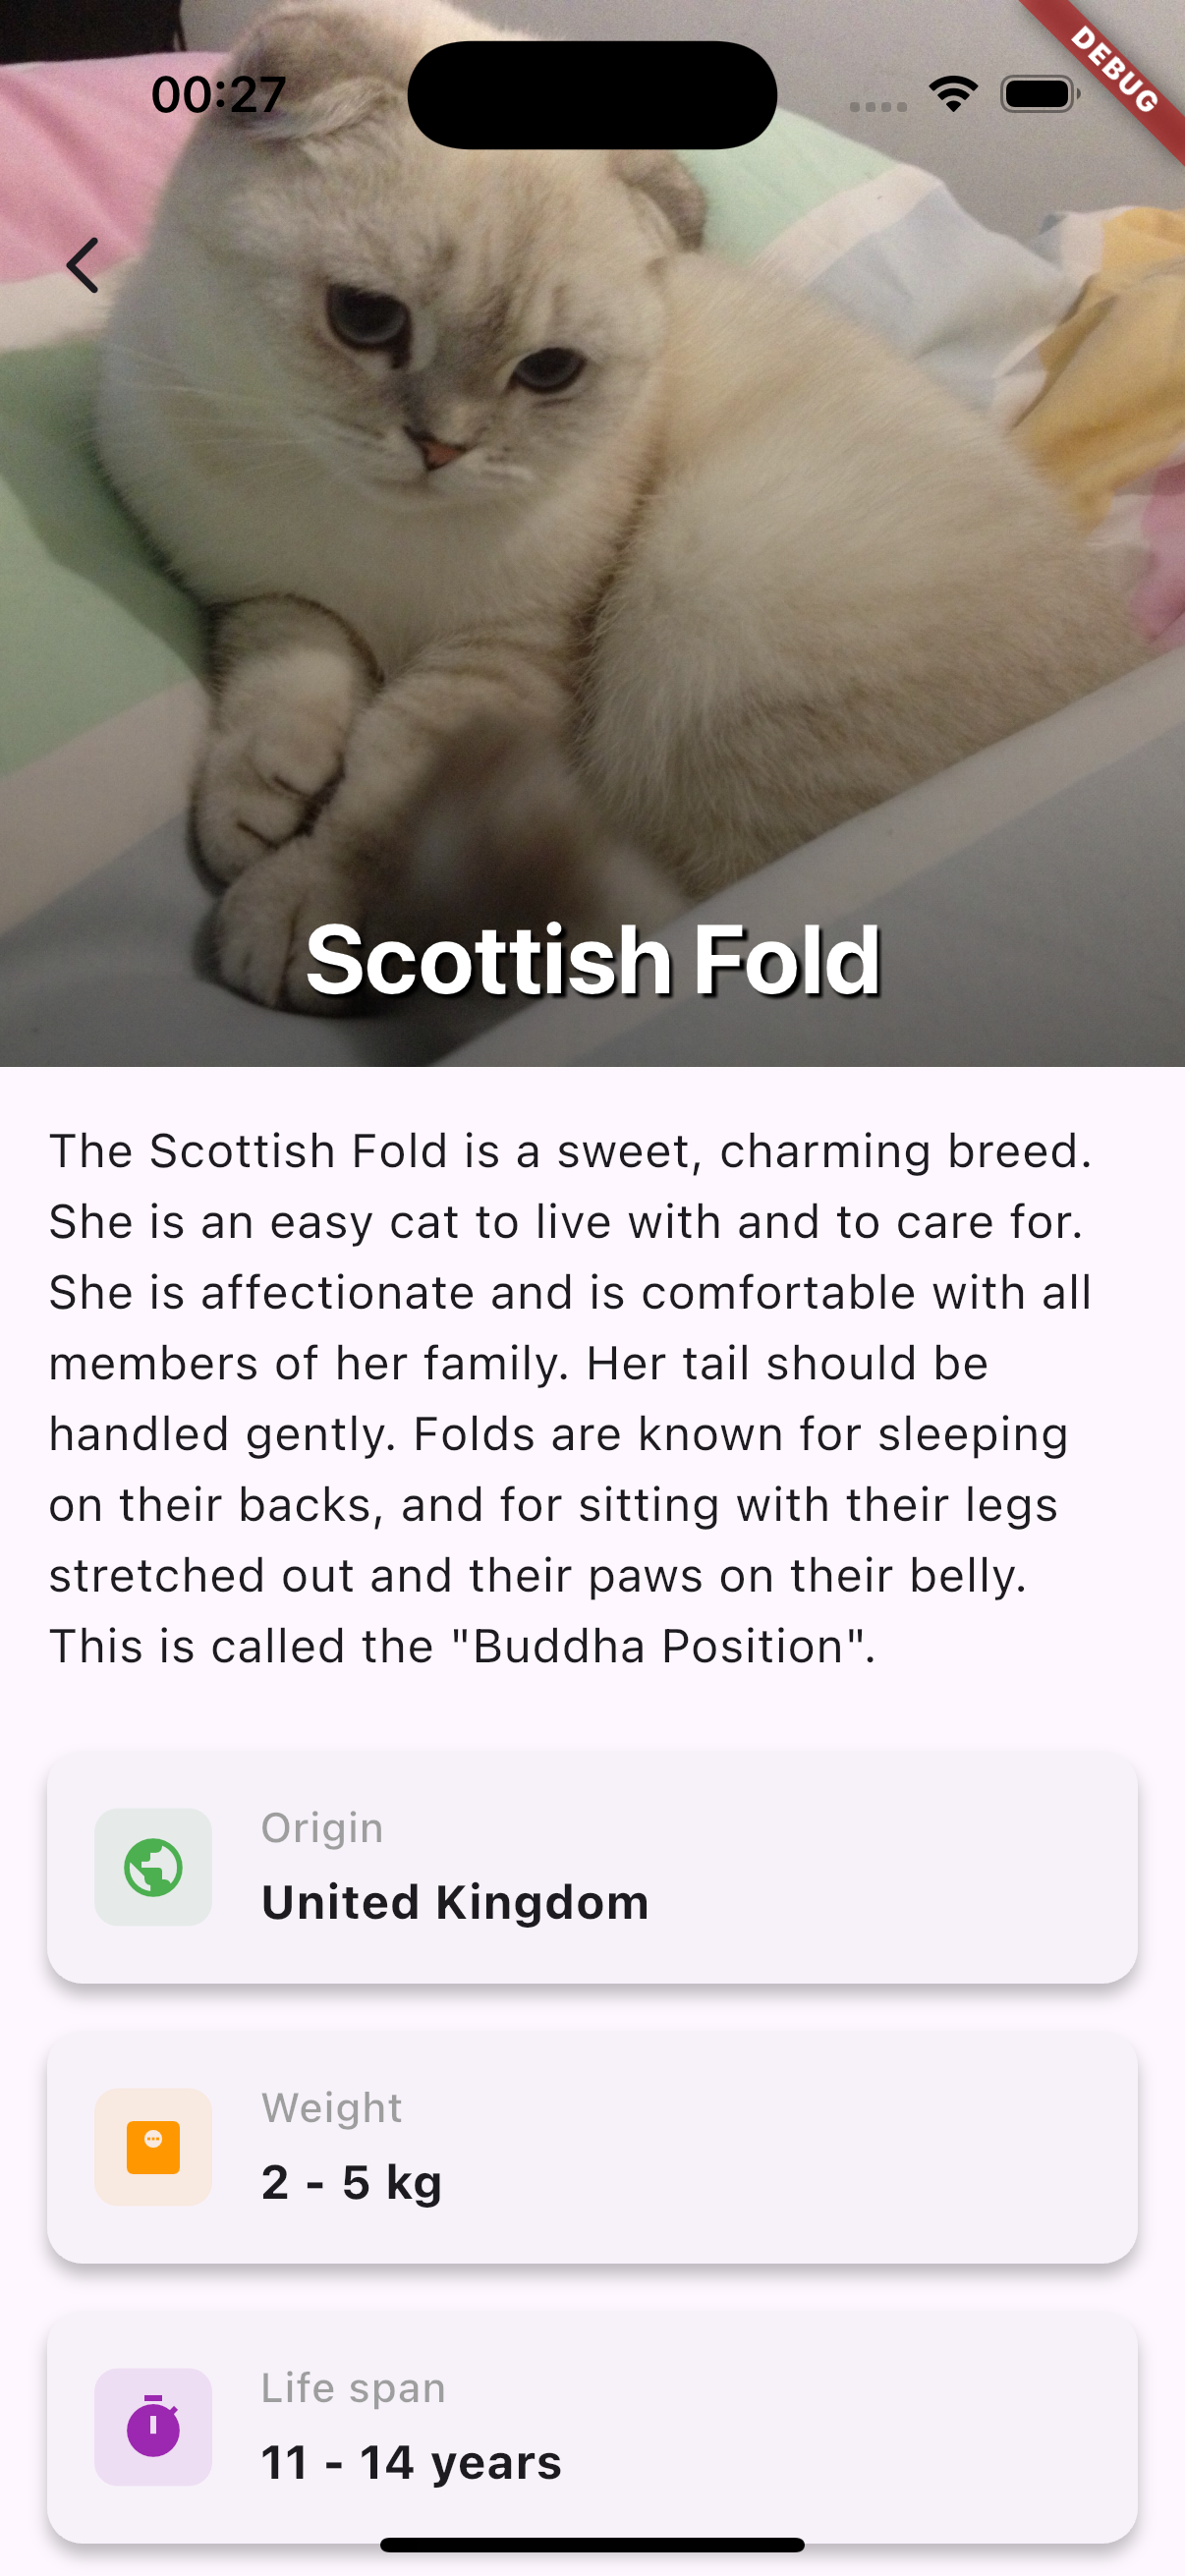 00:27
DEBUG
Scottish Fold
The Scottish Fold is a sweet, charming breed.
She is an easy cat to live with and to care for.
She is affectionate and is comfortable with all
members of her family. Her tail should be
handled gently. Folds are known for sleeping
on their backs, and for sitting with their legs
stretched out and their paws on their belly.
This is called the "Buddha Position".
Origin
United Kingdom
Weight
2 - 5 kg
Life span
11 - 14 years